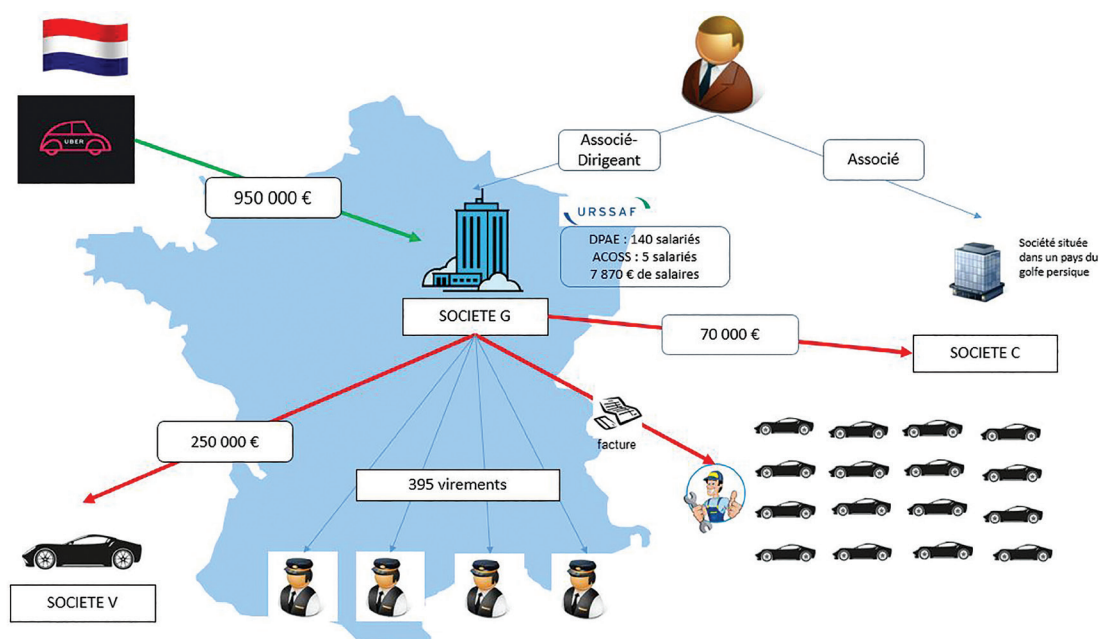 UBER
950 000 €
Associé-
Dirigeant
Associé
URSSAF
DPAE : 140 salariés
ACOSS : 5 salariés
7 870 € de salaires
Société située
dans un pays du
golfe persique
SOCIETE G
70 000 €
SOCIETE C
250 000 €
facture
395 virements
SOCIETE V